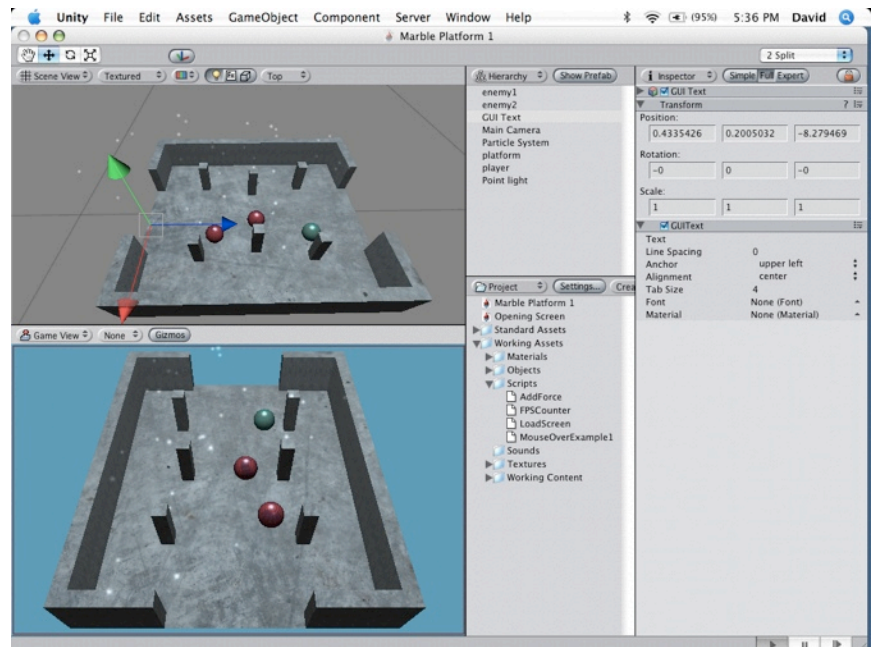 Unity File Edit Assets GameObject Component Server Window Help (95%) 5:36 PM David
Marble Platform 1
2 Split
Scene View Textured Top
Hierarchy Show Prefab
enemy1
enemy2
GUI Text
Main Camera
Particle System
platform
player
Point light
Inspector Simple Full Expert
GUI Text
Transform
Position:
0.4335426 0.2005032 -8.279469
Rotation:
-0 0 -0
Scale:
1 1 1
GUIText
Text
Line Spacing 0
Anchor upper left
Alignment center
Tab Size 4
Font None (Font)
Material None (Material)
Project Settings... Crea
Marble Platform 1
Opening Screen
Standard Assets
Working Assets
Materials
Objects
Scripts
AddForce
FPSCounter
LoadScreen
MouseOverExample1
Sounds
Textures
Working Content
Game View None Gizmos